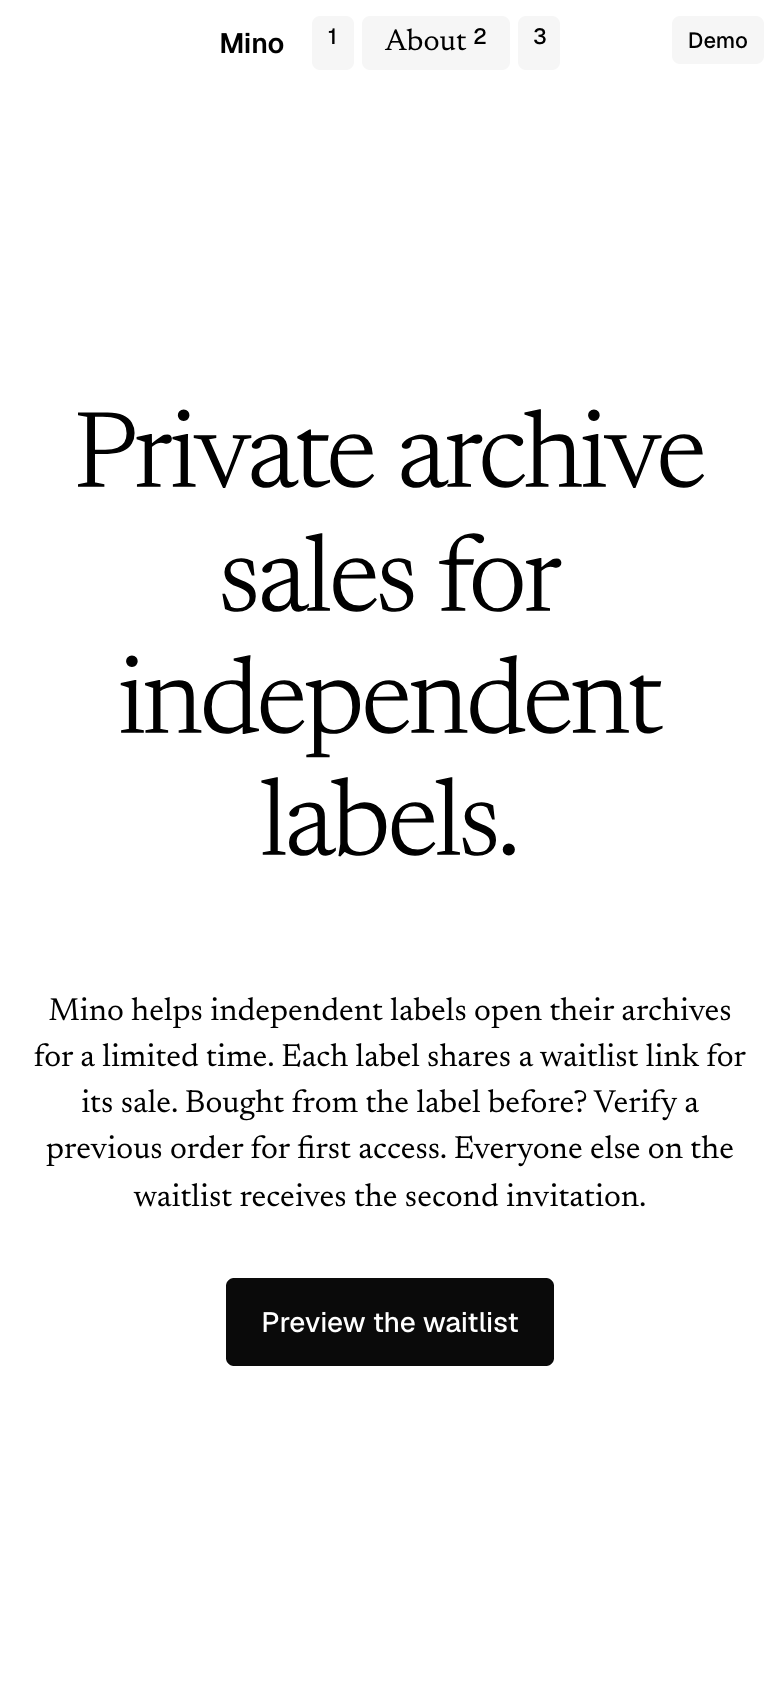 Mino 1 About 2 3 Demo
Private archive
sales for
independent
labels.
Mino helps independent labels open their archives
for a limited time. Each label shares a waitlist link for
its sale. Bought from the label before? Verify a
previous order for first access. Everyone else on the
waitlist receives the second invitation.
Preview the waitlist